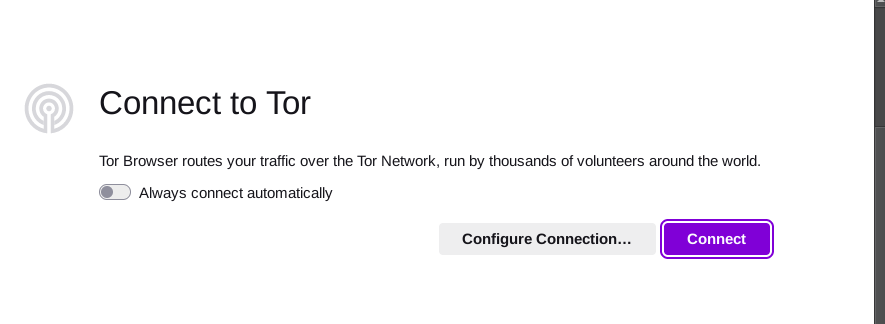 Connect to Tor
Tor Browser routes your traffic over the Tor Network, run by thousands of volunteers around the world.
Always connect automatically
Configure Connection… Connect